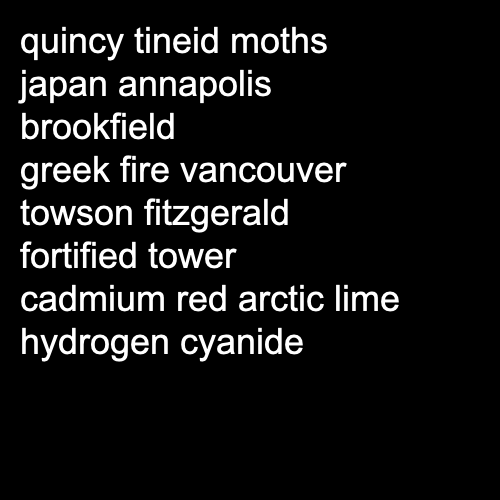 quincy tineid moths
japan annapolis
brookfield
greek fire vancouver
towson fitzgerald
fortified tower
cadmium red arctic lime
hydrogen cyanide